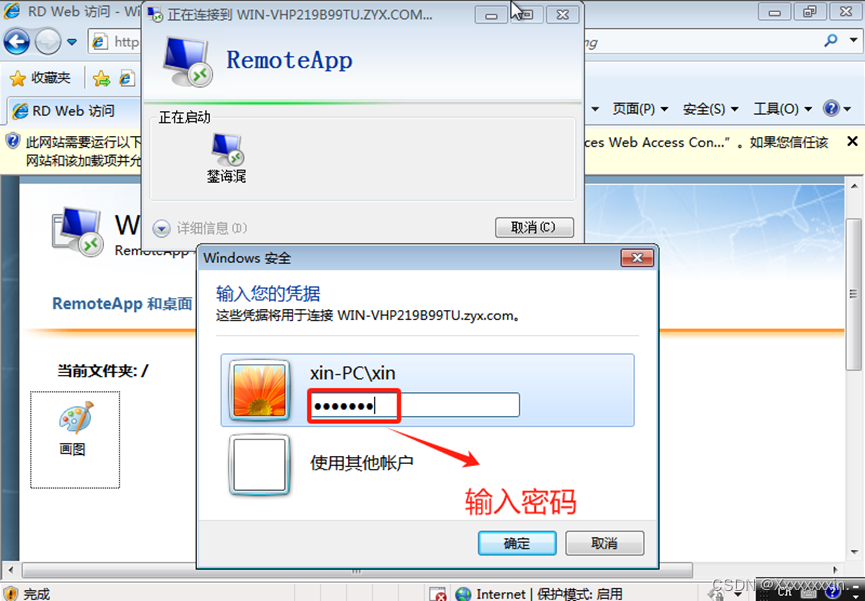 RD Web 访问 - Wi
正在连接到 WIN-VHP219B99TU.ZYX.COM...
http
ng
RemoteApp
收藏夹
RD Web 访问
正在启动
页面(P)
安全(S)
工具(O)
此网站需要运行以下
ces Web Access Con..."。如果您信任该
网站和该加载项并允
鐢诲浘
详细信息(D)
取消(C)
W
RemoteApp
Windows 安全
输入您的凭据
这些凭据将用于连接 WIN-VHP219B99TU.zyx.com。
RemoteApp 和桌面
当前文件夹: /
xin-PC\xin
●●●●●●●
画图
使用其他帐户
输入密码
确定
取消
完成
Internet | 保护模式: 启用
CH